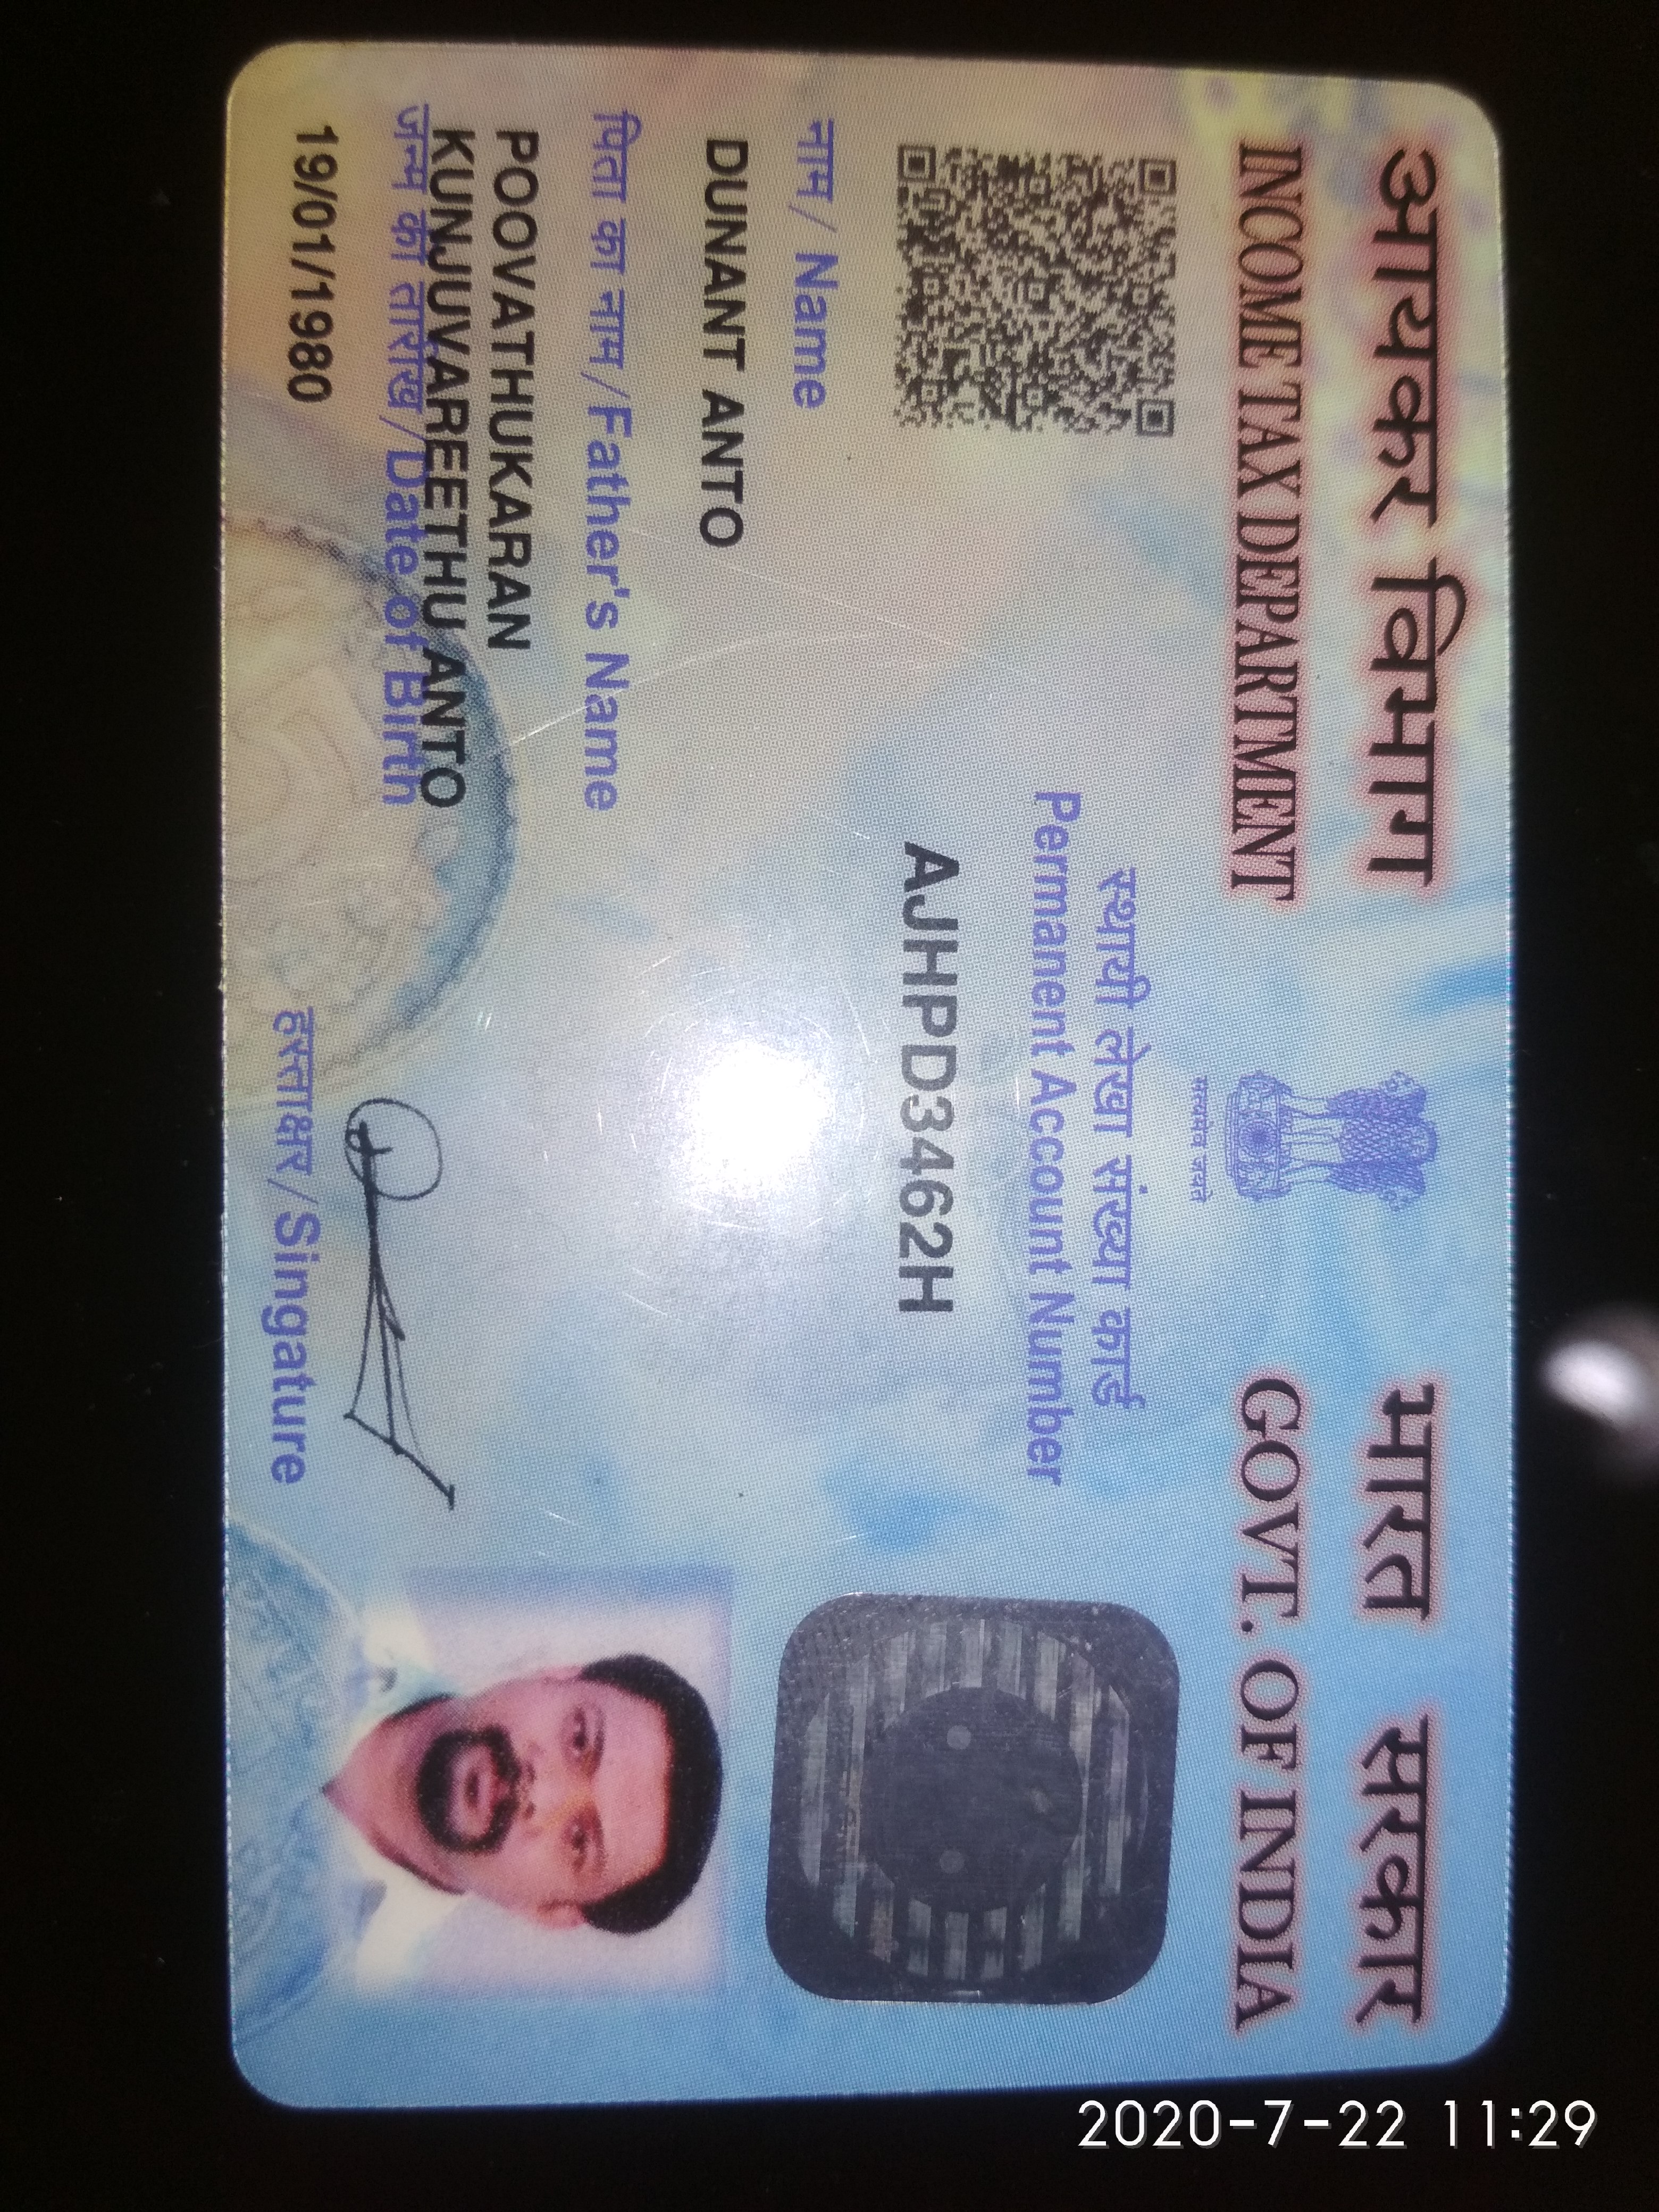 आयकर विभाग
INCOME TAX DEPARTMENT
भारत सरकार
GOVT. OF INDIA
सत्यमेव जयते
स्थायी लेखा संख्या कार्ड
Permanent Account Number
AJHPD3462H
नाम / Name
DUNANT ANTO
पिता का नाम/Father's Name
POOVATHUKARAN
KUNJUVAREETHU ANTO
जन्म की तारीख/Date of Birth
19/01/1980
हस्ताक्षर/Singature
2020-7-22 11:29